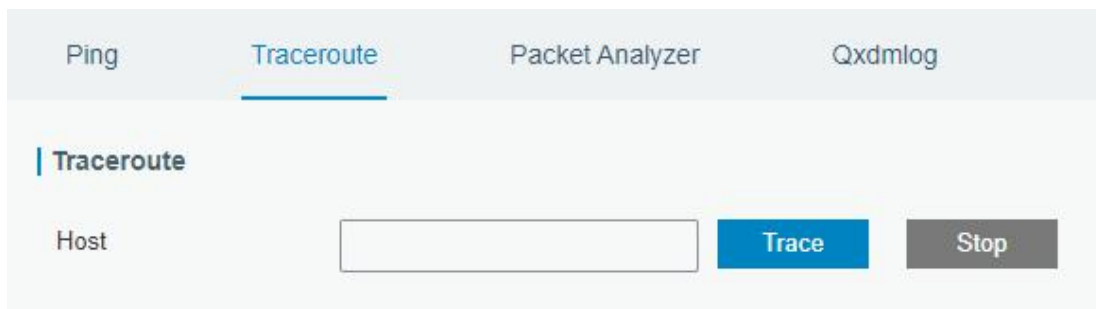 Ping Traceroute Packet Analyzer Qxdmlog
Traceroute
Host Trace Stop